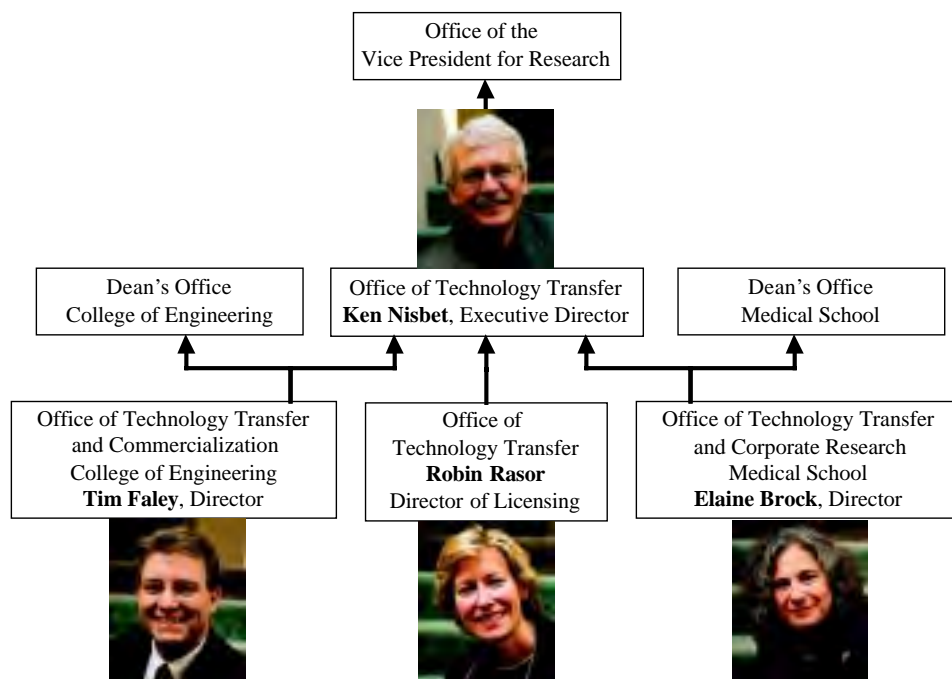 Office of the
Vice President for Research
Dean’s Office
College of Engineering
Office of Technology Transfer
Ken Nisbet, Executive Director
Dean’s Office
Medical School
Office of Technology Transfer
and Commercialization
College of Engineering
Tim Faley, Director
Office of
Technology Transfer
Robin Rasor
Director of Licensing
Office of Technology Transfer
and Corporate Research
Medical School
Elaine Brock, Director